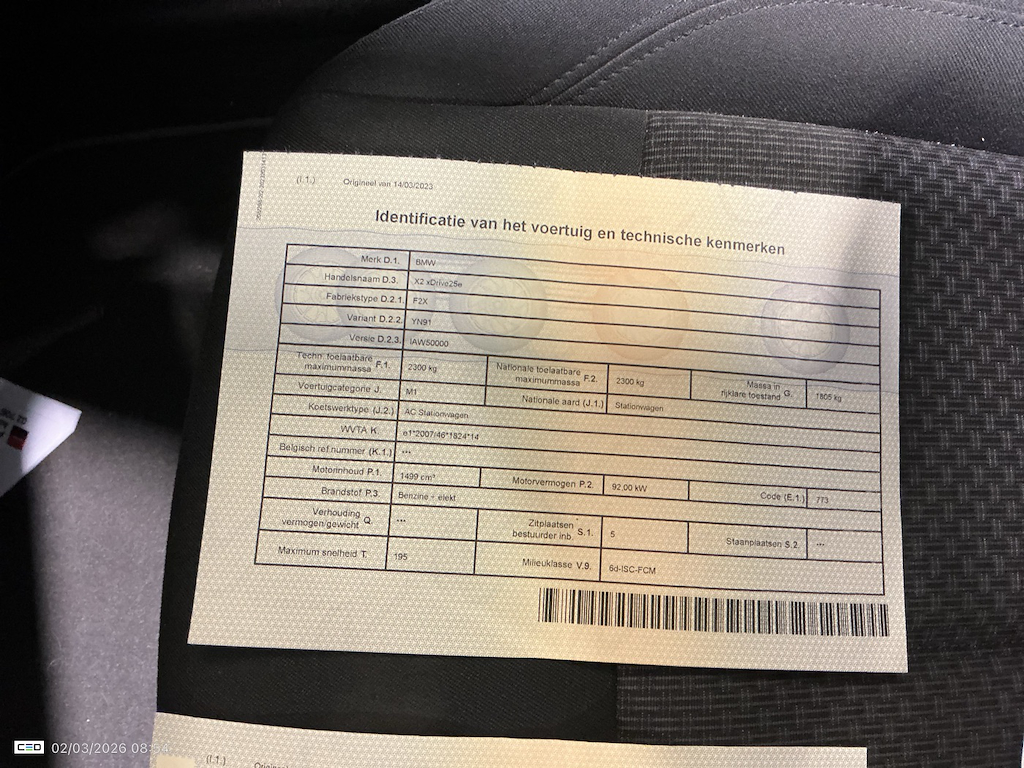 (I.1.) Origineel van 14/03/2023
Identificatie van het voertuig en technische kenmerken
Merk D.1. BMW
Handelsnaam D.3. X2 xDrive25e
Fabriekstype D.2.1. F2X
Variant D.2.2. YN91
Versie D.2.3. IAW50000
Techn. toelaatbare maximummassa F.1. 2300 kg Nationale toelaatbare maximummassa F.2. 2300 kg Massa in rijklare toestand G. 1805 kg
Voertuigcategorie J. M1 Nationale aard (J.1.) Stationwagen
Koetswerktype (J.2.) AC Stationwagen
WVTA K. e1*2007/46*1824*14
Belgisch ref.nummer (K.1.) ***
Motorinhoud P.1. 1499 cm³ Motorvermogen P.2. 92,00 kW Code (E.1.) 773
Brandstof P.3. Benzine + elekt
Verhouding vermogen/gewicht Q. *** Zitplaatsen bestuurder inb. S.1. 5 Staanplaatsen S.2. ***
Maximum snelheid T. 195 Milieuklasse V.9. 6d-ISC-FCM
CEO 02/03/2026 08:54
(I.1.)